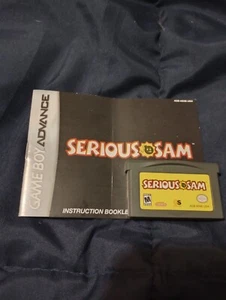 GAME BOY ADVANCE
SERIOUS SAM
INSTRUCTION BOOKLE
SERIOUS SAM